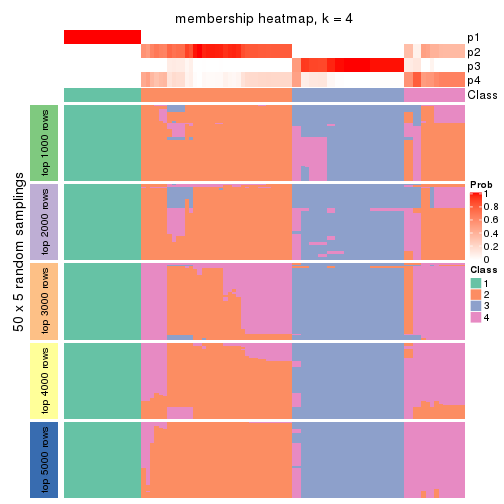 membership heatmap, k = 4
p1
p2
p3
p4
Class
50 x 5 random samplings
top 1000 rows
top 2000 rows
top 3000 rows
top 4000 rows
top 5000 rows
Prob
1
0.8
0.6
0.4
0.2
0
Class
1
2
3
4